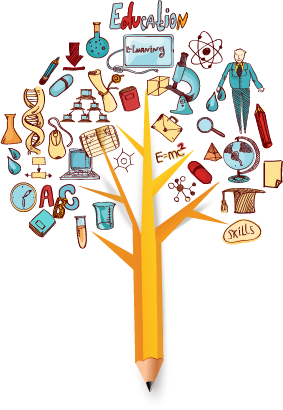 Education
E-Learning
E=mc²
ABC
SKILLS